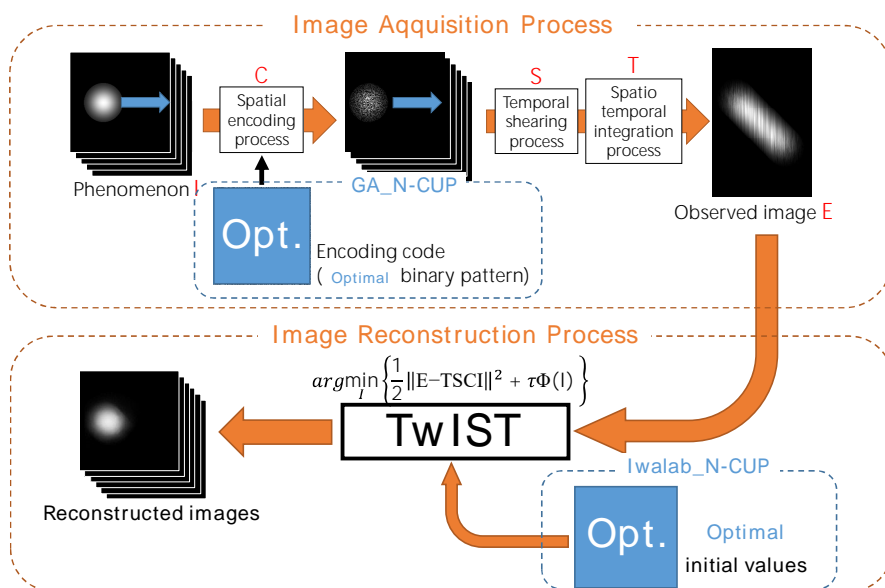 Image Aqquisition Process
C
Spatial
encoding
process
S
Temporal
shearing
process
T
Spatio
temporal
integration
process
Phenomenon I
GA_N-CUP
Observed image E
Opt.
Encoding code
( Optimal binary pattern)
Image Reconstruction Process
argmin_I {1/2 ‖E−TSCI‖² + τΦ(I)}
TwIST
Reconstructed images
Iwalab_N-CUP
Opt.
Optimal
initial values